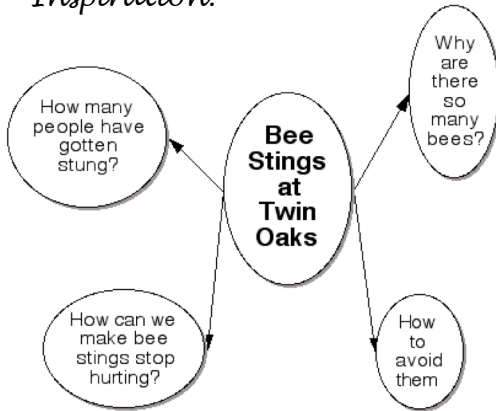 Inspiration.
Why
are
there
so
many
bees?
How many
people have
gotten
stung?
Bee
Stings
at
Twin
Oaks
How can we
make bee
stings stop
hurting?
How
to
avoid
them